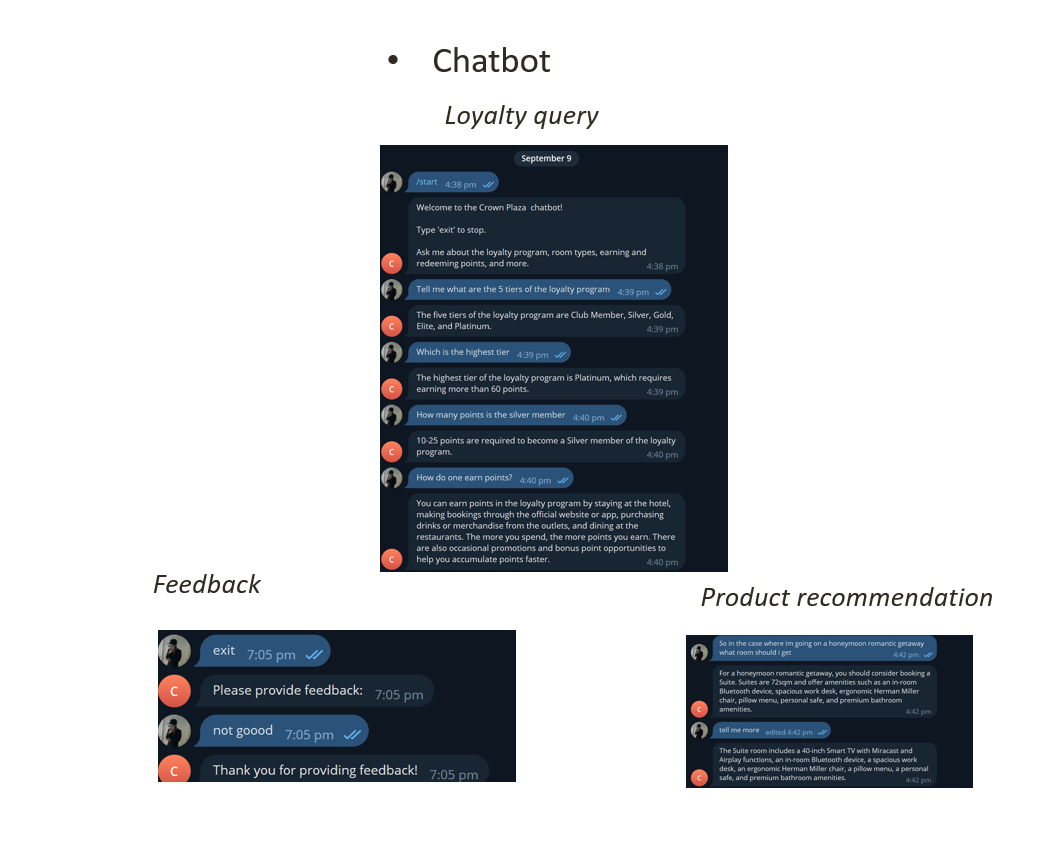 • Chatbot
Loyalty query
September 9
/start 4:38 pm
Welcome to the Crown Plaza chatbot!
Type 'exit' to stop.
Ask me about the loyalty program, room types, earning and
redeeming points, and more. 4:38 pm
C
Tell me what are the 5 tiers of the loyalty program 4:39 pm
The five tiers of the loyalty program are Club Member, Silver, Gold,
Elite, and Platinum. 4:39 pm
C
Which is the highest tier 4:39 pm
The highest tier of the loyalty program is Platinum, which requires
earning more than 60 points. 4:39 pm
C
How many points is the silver member 4:40 pm
10-25 points are required to become a Silver member of the loyalty
program. 4:40 pm
C
How do one earn points? 4:40 pm
You can earn points in the loyalty program by staying at the hotel,
making bookings through the official website or app, purchasing
drinks or merchandise from the outlets, and dining at the
restaurants. The more you spend, the more points you earn. There
are also occasional promotions and bonus point opportunities to
help you accumulate points faster. 4:40 pm
C
Feedback
exit 7:05 pm
C Please provide feedback: 7:05 pm
not goood 7:05 pm
C Thank you for providing feedback! 7:05 pm
Product recommendation
So in the case where im going on a honeymoon romantic getaway
what room should i get 4:42 pm
For a honeymoon romantic getaway, you should consider booking a
Suite. Suites are 72sqm and offer amenities such as an in-room
Bluetooth device, spacious work desk, ergonomic Herman Miller
chair, pillow menu, personal safe, and premium bathroom
amenities. 4:42 pm
C
tell me more edited 4:42 pm
The Suite room includes a 40-inch Smart TV with Miracast and
Airplay functions, an in-room Bluetooth device, a spacious work
desk, an ergonomic Herman Miller chair, a pillow menu, a personal
safe, and premium bathroom amenities. 4:42 pm
C